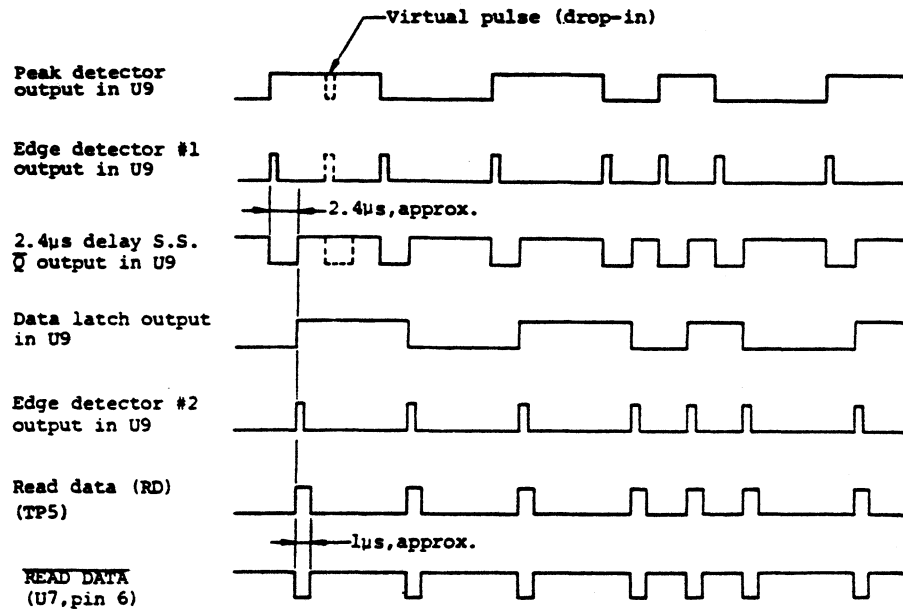 Virtual pulse (drop-in)
Peak detector
output in U9
Edge detector #1
output in U9
2.4µs,approx.
2.4µs delay S.S.
Q̅ output in U9
Data latch output
in U9
Edge detector #2
output in U9
Read data (RD)
(TP5)
1µs,approx.
READ DATA
(U7,pin 6)